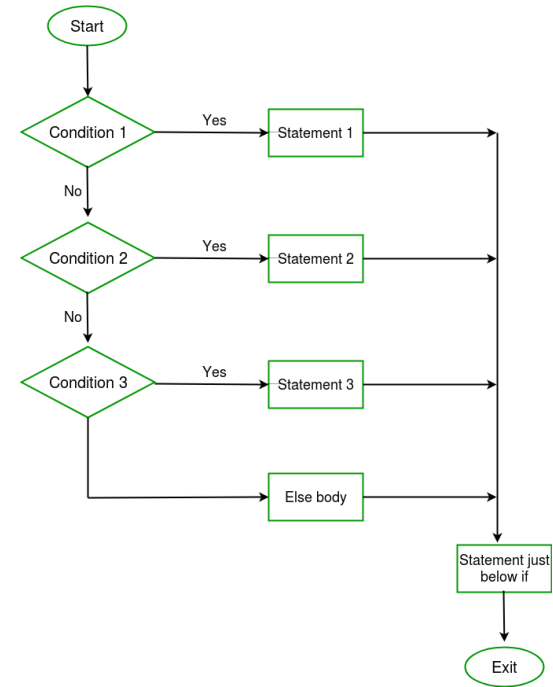 Start
Condition 1
Yes
Statement 1
No
Condition 2
Yes
Statement 2
No
Condition 3
Yes
Statement 3
Else body
Statement just
below if
Exit